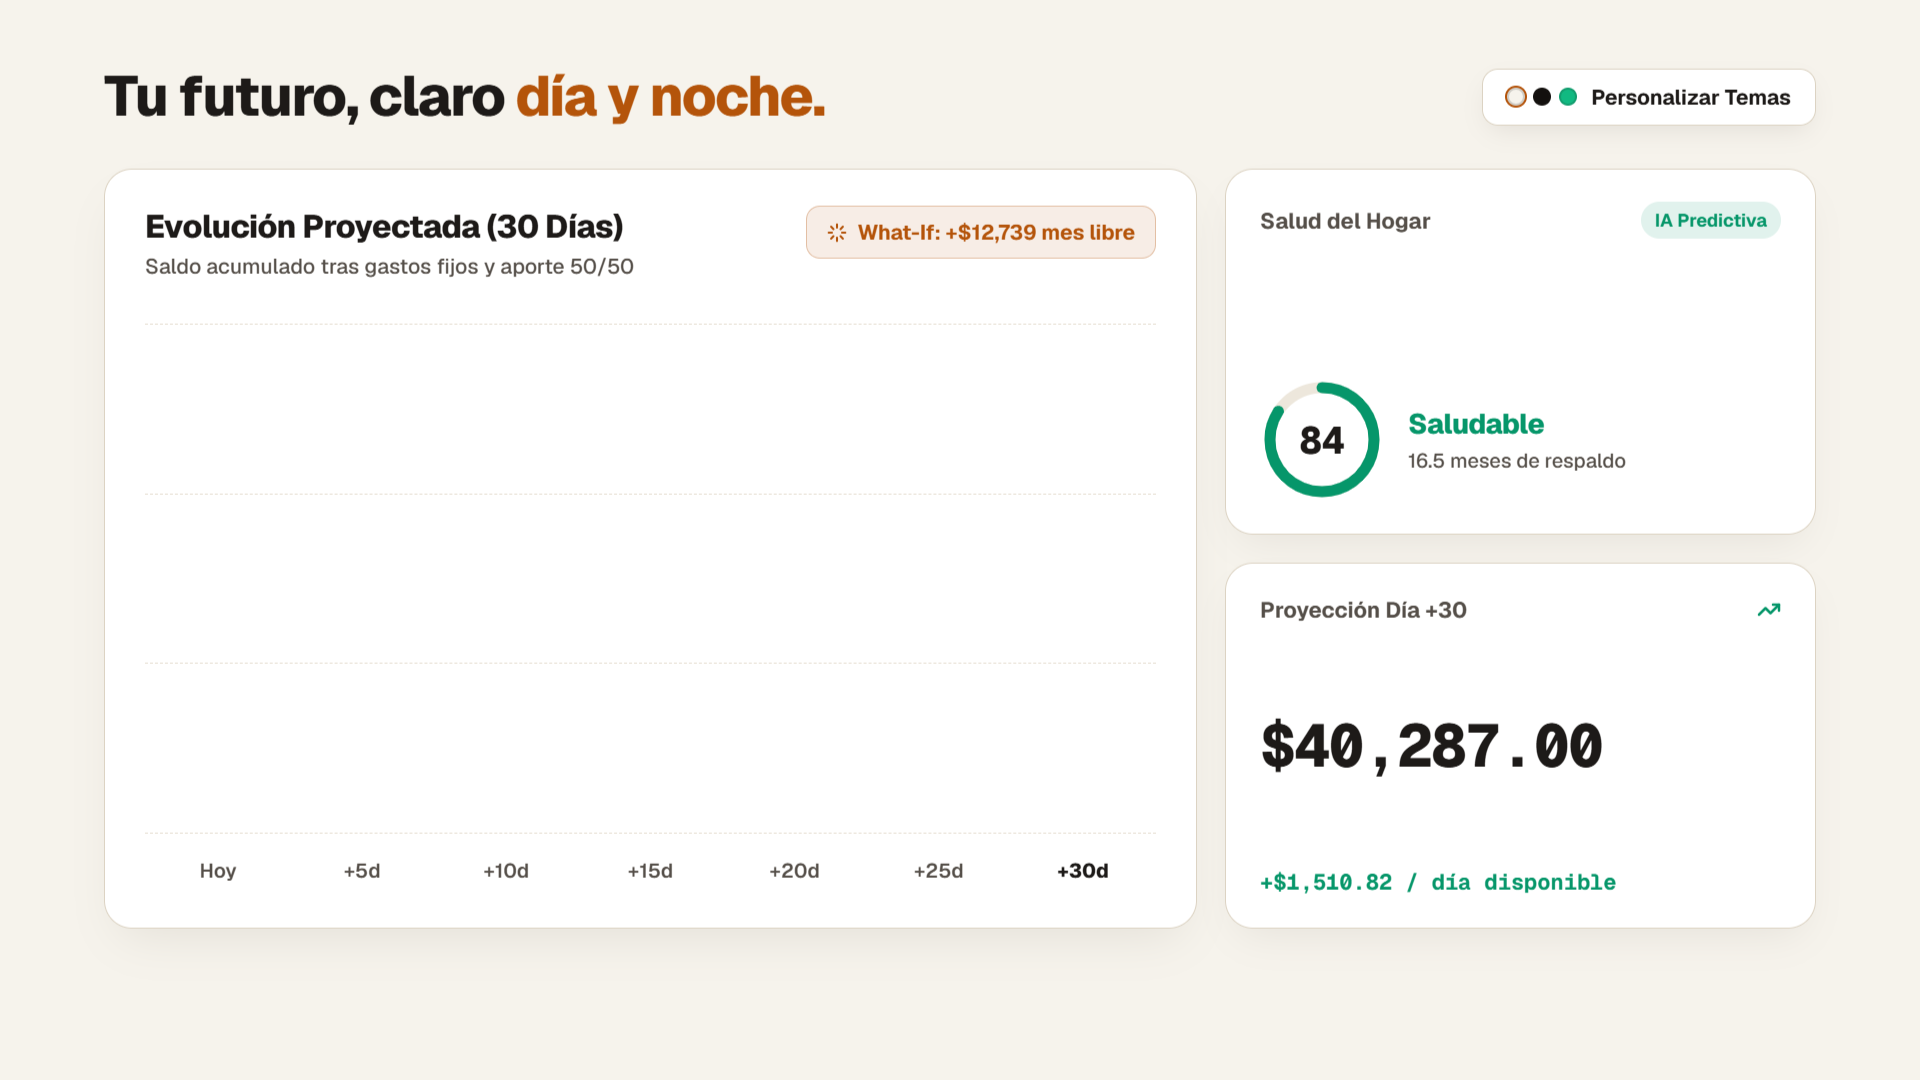 Tu futuro, claro día y noche.
Personalizar Temas
Evolución Proyectada (30 Días)
Saldo acumulado tras gastos fijos y aporte 50/50
What-If: +$12,739 mes libre
Hoy
+5d
+10d
+15d
+20d
+25d
+30d
Salud del Hogar
IA Predictiva
84
Saludable
16.5 meses de respaldo
Proyección Día +30
$40,287.00
+$1,510.82 / día disponible